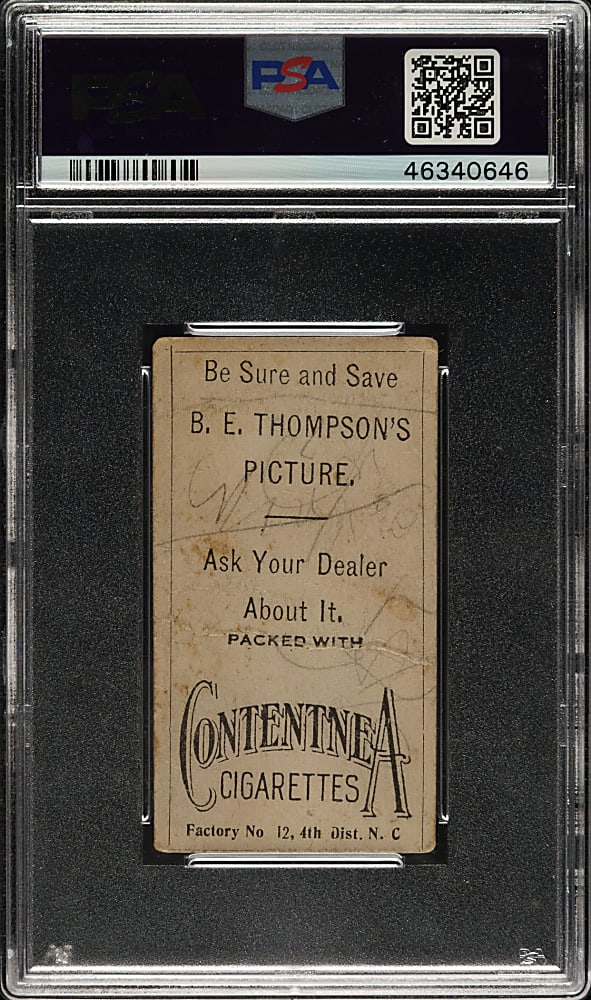 PSA
46340646
Be Sure and Save
B. E. THOMPSON'S
PICTURE.
Ask Your Dealer
About It.
PACKED WITH
CONTENTNEA
CIGARETTES
Factory No 12, 4th Dist. N. C